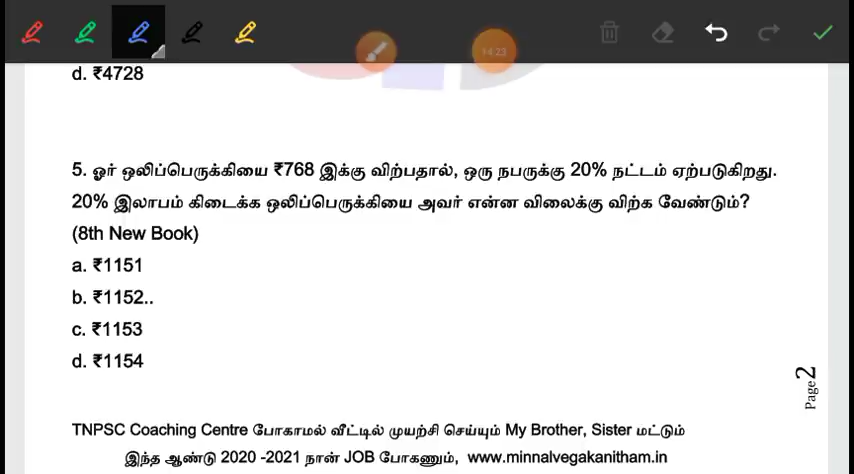 14:23
d. ₹4728
5. ஓர் ஒலிப்பெருக்கியை ₹768 இக்கு விற்பதால், ஒரு நபருக்கு 20% நட்டம் ஏற்படுகிறது.
20% இலாபம் கிடைக்க ஒலிப்பெருக்கியை அவர் என்ன விலைக்கு விற்க வேண்டும்?
(8th New Book)
a. ₹1151
b. ₹1152..
c. ₹1153
d. ₹1154
Page2
TNPSC Coaching Centre போகாமல் வீட்டில் முயற்சி செய்யும் My Brother, Sister மட்டும்
இந்த ஆண்டு 2020 -2021 நான் JOB போகணும், www.minnalvegakanitham.in